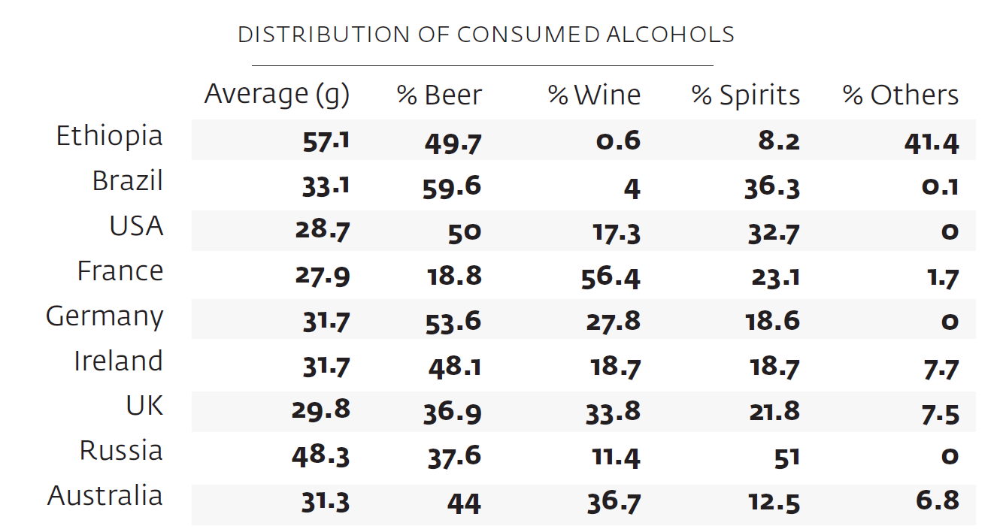 DISTRIBUTION OF CONSUMED ALCOHOLS
Average (g) % Beer % Wine % Spirits % Others
Ethiopia 57.1 49.7 0.6 8.2 41.4
Brazil 33.1 59.6 4 36.3 0.1
USA 28.7 50 17.3 32.7 0
France 27.9 18.8 56.4 23.1 1.7
Germany 31.7 53.6 27.8 18.6 0
Ireland 31.7 48.1 18.7 18.7 7.7
UK 29.8 36.9 33.8 21.8 7.5
Russia 48.3 37.6 11.4 51 0
Australia 31.3 44 36.7 12.5 6.8